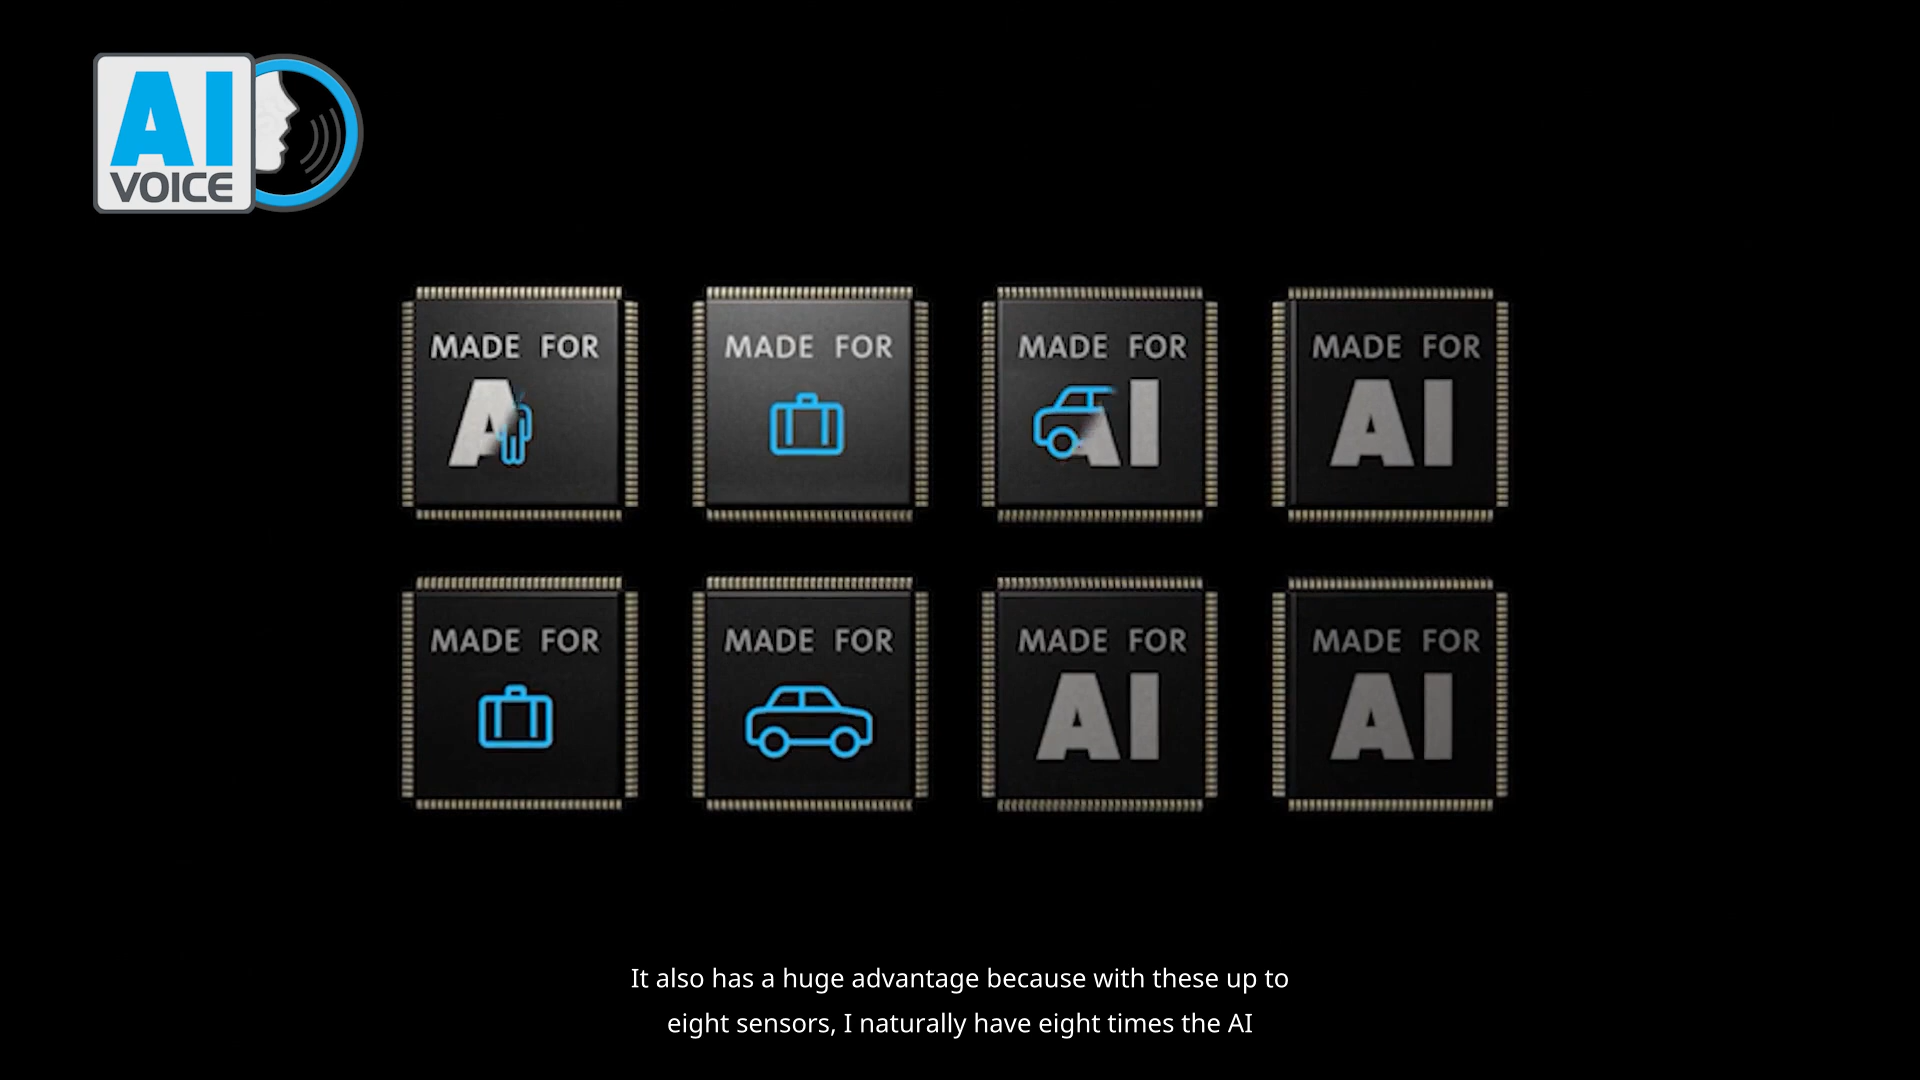 AI
VOICE
MADE FOR
A
MADE FOR
MADE FOR
AI
MADE FOR
AI
MADE FOR
MADE FOR
MADE FOR
AI
MADE FOR
AI
It also has a huge advantage because with these up to
eight sensors, I naturally have eight times the AI